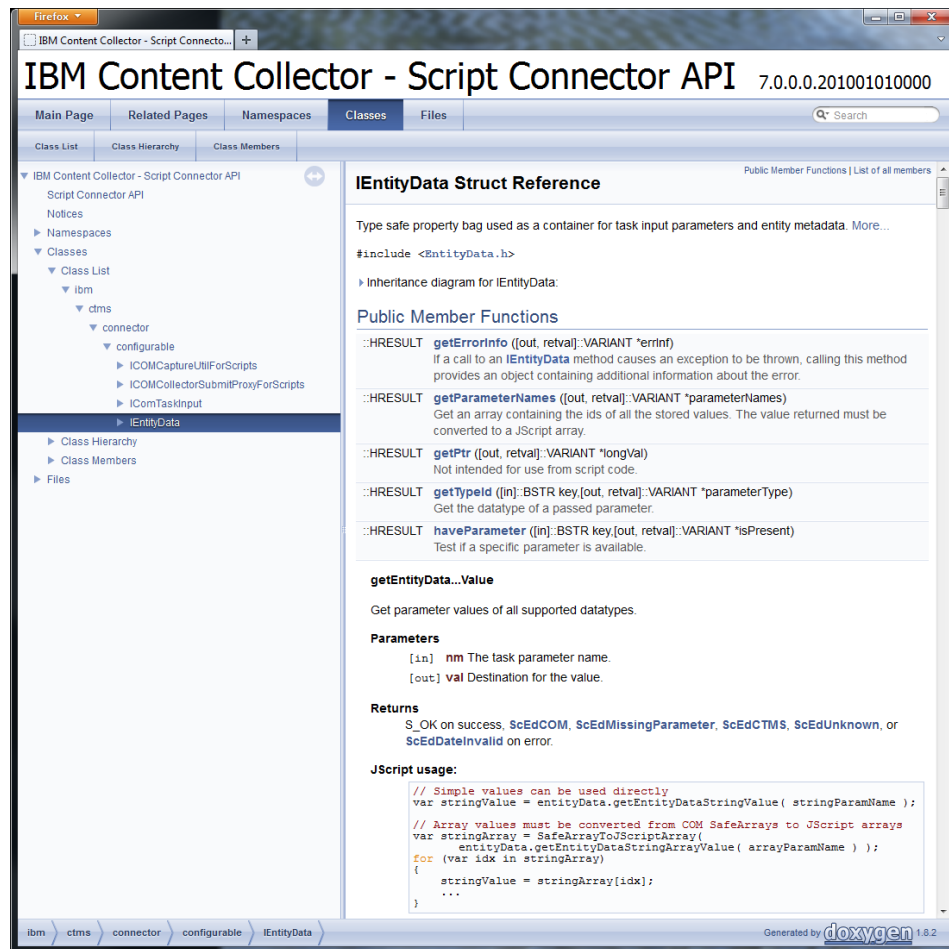 Firefox
IBM Content Collector - Script Connecto...
IBM Content Collector - Script Connector API 7.0.0.0.201001010000
Main Page Related Pages Namespaces Classes Files Search
Class List Class Hierarchy Class Members
IBM Content Collector - Script Connector API
Script Connector API
Notices
Namespaces
Classes
Class List
ibm
ctms
connector
configurable
ICOMCaptureUtilForScripts
ICOMCollectorSubmitProxyForScripts
IComTaskInput
IEntityData
Class Hierarchy
Class Members
Files
Public Member Functions | List of all members
IEntityData Struct Reference
Type safe property bag used as a container for task input parameters and entity metadata. More...
#include <EntityData.h>
Inheritance diagram for IEntityData:
Public Member Functions
::HRESULT getErrorInfo ([out, retval]::VARIANT *errInf)
If a call to an IEntityData method causes an exception to be thrown, calling this method
provides an object containing additional information about the error.
::HRESULT getParameterNames ([out, retval]::VARIANT *parameterNames)
Get an array containing the ids of all the stored values. The value returned must be
converted to a JScript array.
::HRESULT getPtr ([out, retval]::VARIANT *longVal)
Not intended for use from script code.
::HRESULT getTypeId ([in]::BSTR key,[out, retval]::VARIANT *parameterType)
Get the datatype of a passed parameter.
::HRESULT haveParameter ([in]::BSTR key,[out, retval]::VARIANT *isPresent)
Test if a specific parameter is available.
getEntityData...Value
Get parameter values of all supported datatypes.
Parameters
[in] nm The task parameter name.
[out] val Destination for the value.
Returns
S_OK on success, ScEdCOM, ScEdMissingParameter, ScEdCTMS, ScEdUnknown, or
ScEdDateInvalid on error.
JScript usage:
// Simple values can be used directly
var stringValue = entityData.getEntityDataStringValue( stringParamName );
// Array values must be converted from COM SafeArrays to JScript arrays
var stringArray = SafeArrayToJScriptArray(
entityData.getEntityDataStringArrayValue( arrayParamName ) );
for (var idx in stringArray)
{
stringValue = stringArray[idx];
...
}
ibm ctms connector configurable IEntityData
Generated by doxygen 1.8.2